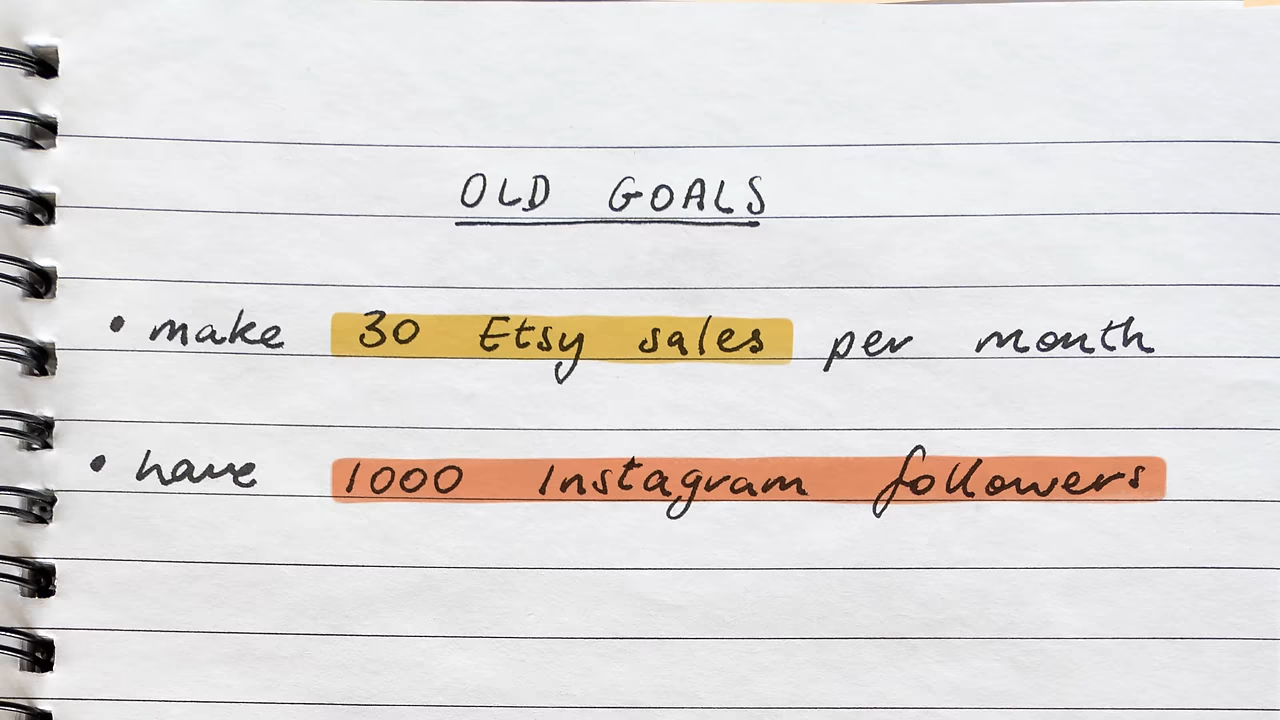 OLD GOALS
• make 30 Etsy sales per month
• have 1000 Instagram followers